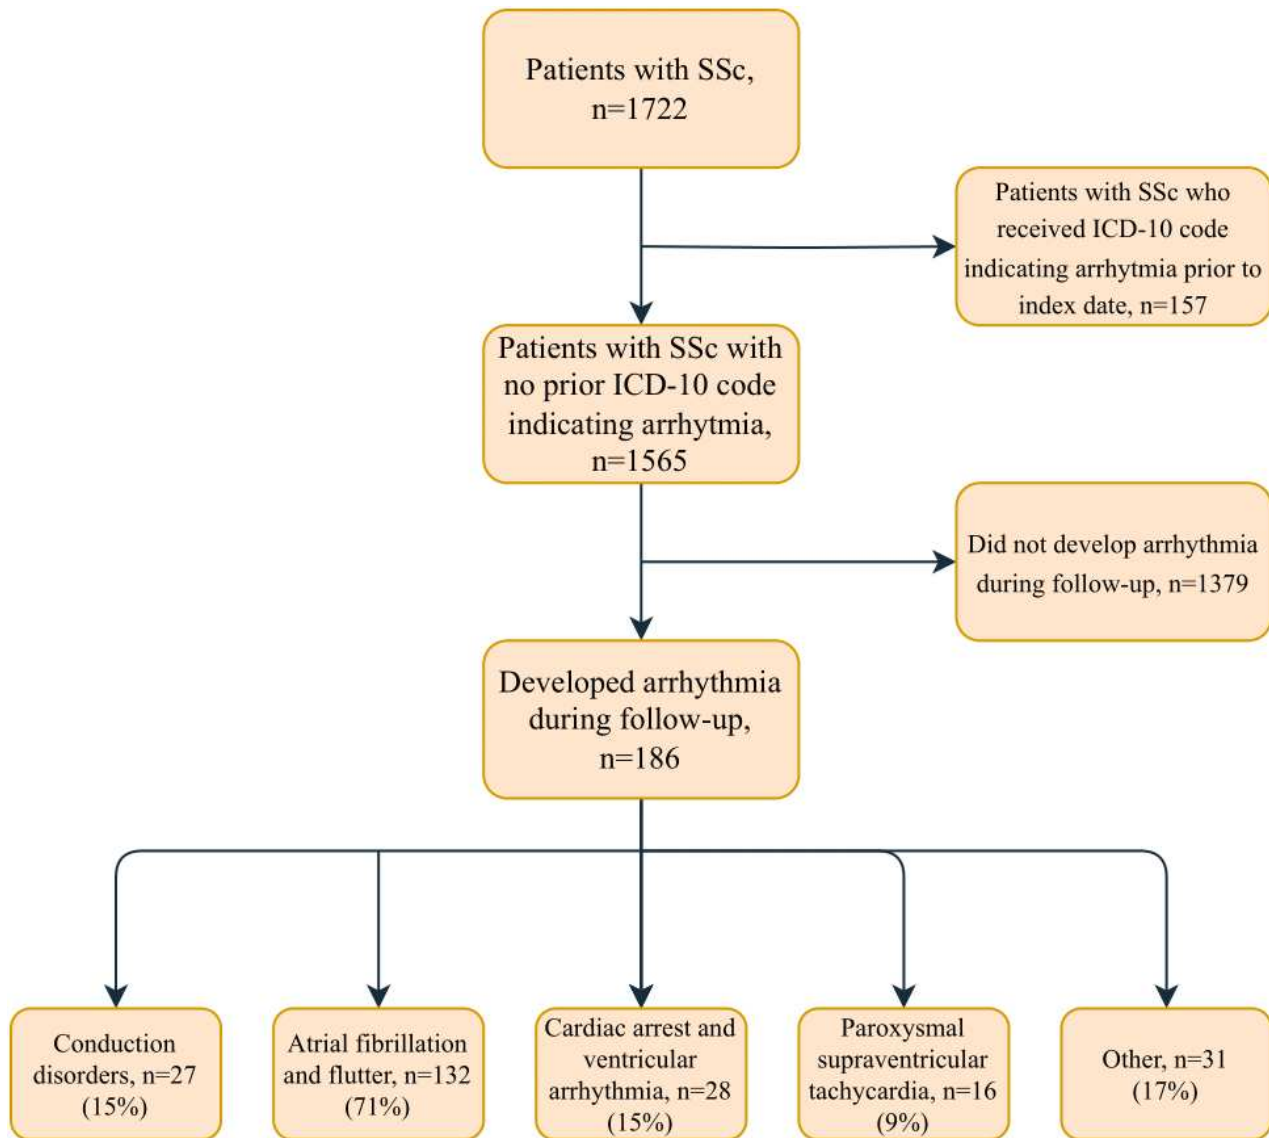 Patients with SSc,
n=1722
Patients with SSc who
received ICD-10 code
indicating arrhytmia prior to
index date, n=157
Patients with SSc with
no prior ICD-10 code
indicating arrhytmia,
n=1565
Did not develop arrhythmia
during follow-up, n=1379
Developed arrhythmia
during follow-up,
n=186
Conduction
disorders, n=27
(15%)
Atrial fibrillation
and flutter, n=132
(71%)
Cardiac arrest and
ventricular
arrhythmia, n=28
(15%)
Paroxysmal
supraventricular
tachycardia, n=16
(9%)
Other, n=31
(17%)